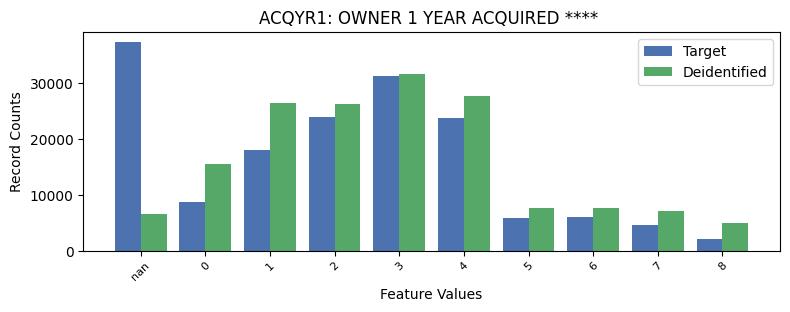 ACQYR1: OWNER 1 YEAR ACQUIRED ****
Target
Deidentified
Record Counts
30000
20000
10000
0
nan 0 1 2 3 4 5 6 7 8
Feature Values